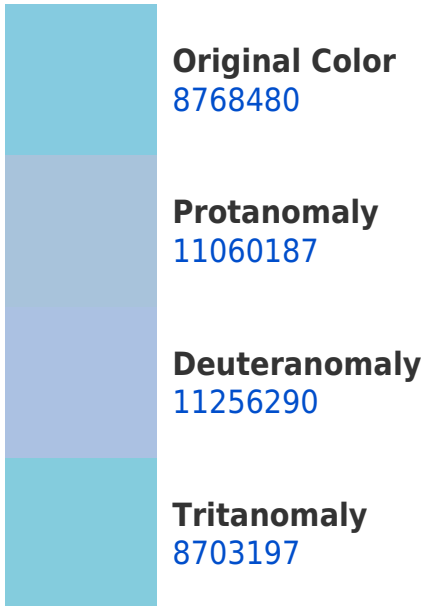 Original Color
8768480
Protanomaly
11060187
Deuteranomaly
11256290
Tritanomaly
8703197